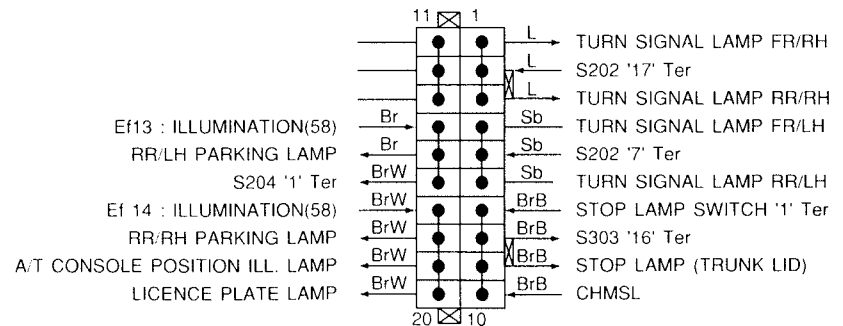 11 1
L TURN SIGNAL LAMP FR/RH
L S202 '17' Ter
L TURN SIGNAL LAMP RR/RH
Ef13 : ILLUMINATION(58) Br Sb TURN SIGNAL LAMP FR/LH
RR/LH PARKING LAMP Br Sb S202 '7' Ter
S204 '1' Ter BrW Sb TURN SIGNAL LAMP RR/LH
Ef 14 : ILLUMINATION(58) BrW BrB STOP LAMP SWITCH '1' Ter
RR/RH PARKING LAMP BrW BrB S303 '16' Ter
A/T CONSOLE POSITION ILL. LAMP BrW BrB STOP LAMP (TRUNK LID)
LICENCE PLATE LAMP BrW BrB CHMSL
20 10